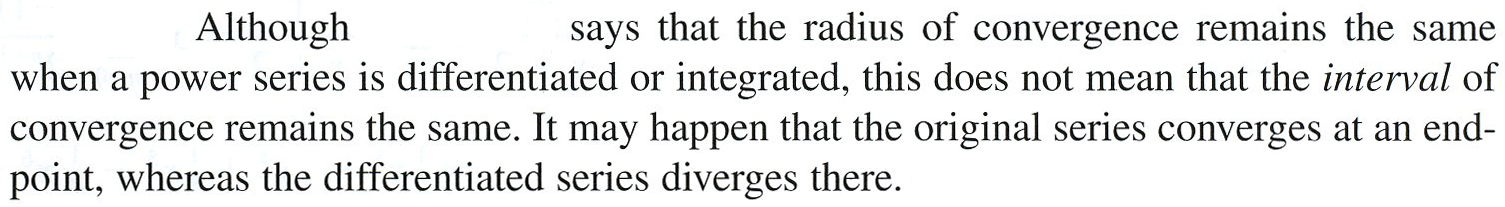 Although says that the radius of convergence remains the same
when a power series is differentiated or integrated, this does not mean that the interval of
convergence remains the same. It may happen that the original series converges at an end-
point, whereas the differentiated series diverges there.